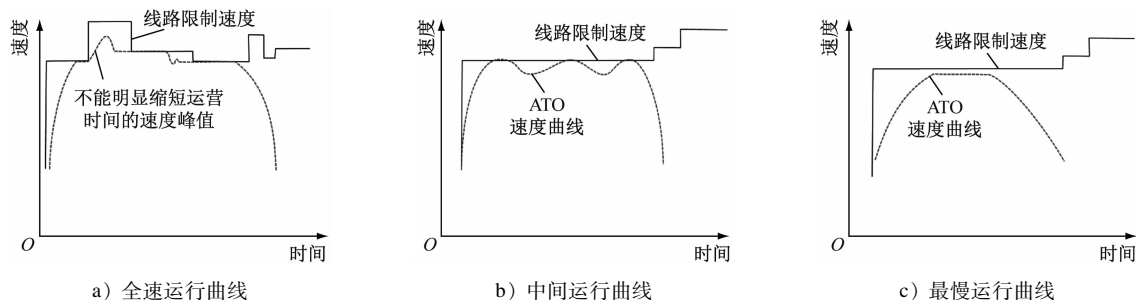 速度
线路限制速度
不能明显缩短运营
时间的速度峰值
O
时间
a）全速运行曲线
速度
线路限制速度
ATO
速度曲线
O
时间
b）中间运行曲线
速度
线路限制速度
ATO
速度曲线
O
时间
c）最慢运行曲线